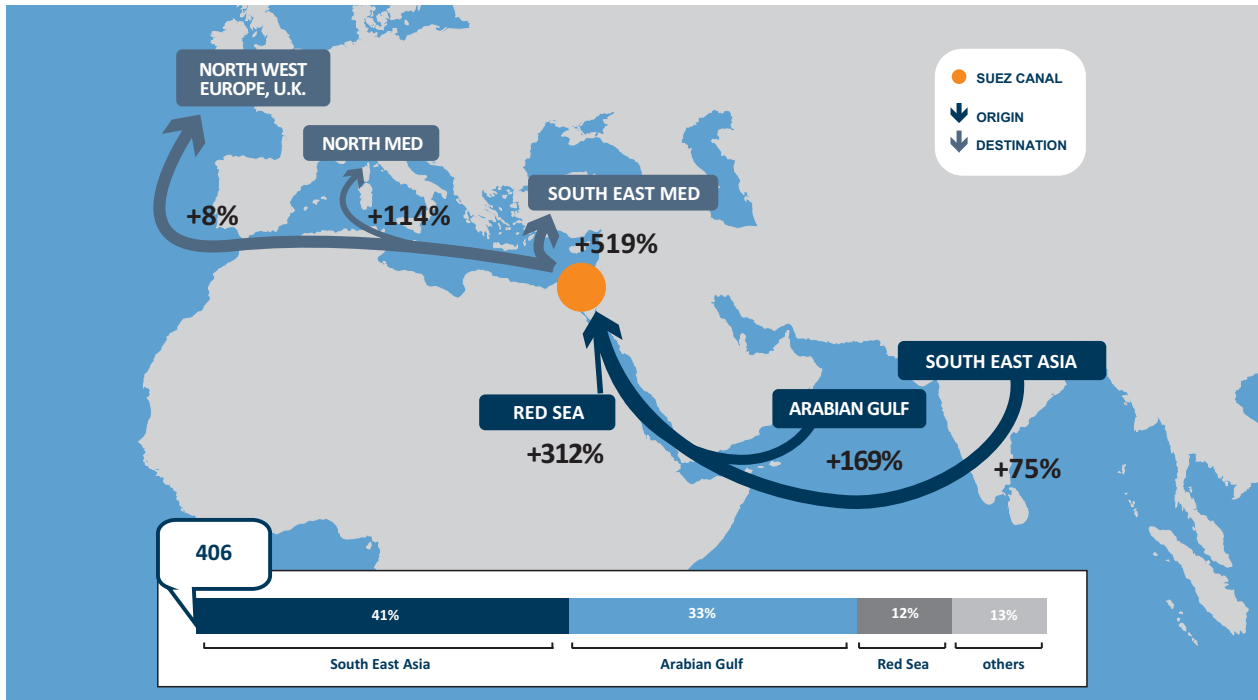 NORTH WEST
EUROPE, U.K.
SUEZ CANAL
ORIGIN
DESTINATION
NORTH MED
SOUTH EAST MED
+8%
+114%
+519%
SOUTH EAST ASIA
RED SEA
ARABIAN GULF
+312%
+169%
+75%
406
41%
33%
12%
13%
South East Asia
Arabian Gulf
Red Sea
others